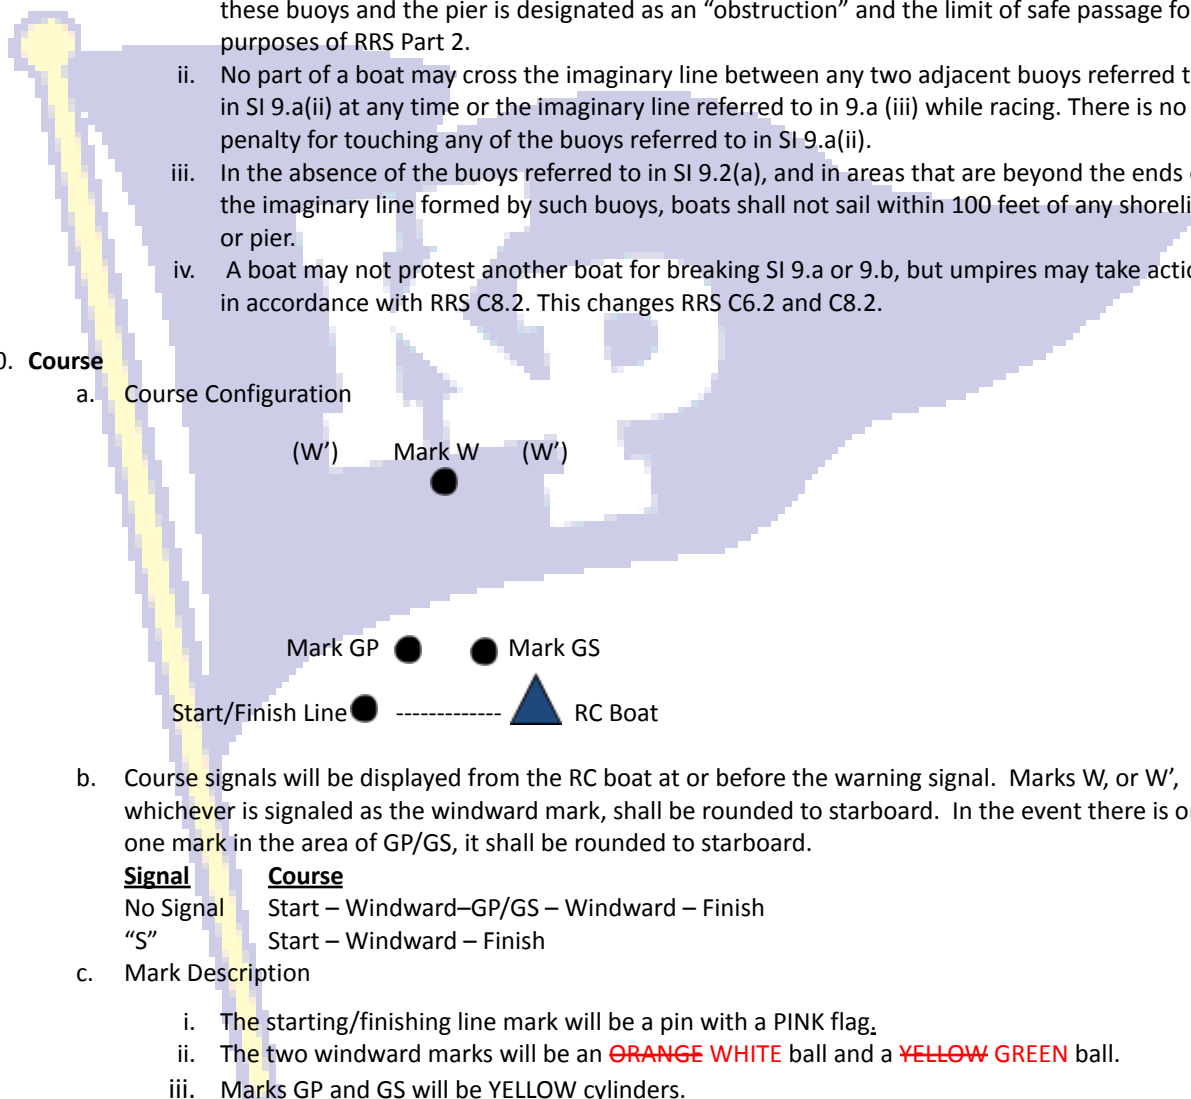 these buoys and the pier is designated as an “obstruction” and the limit of safe passage fo
purposes of RRS Part 2.
ii. No part of a boat may cross the imaginary line between any two adjacent buoys referred t
in SI 9.a(ii) at any time or the imaginary line referred to in 9.a (iii) while racing. There is no
penalty for touching any of the buoys referred to in SI 9.a(ii).
iii. In the absence of the buoys referred to in SI 9.2(a), and in areas that are beyond the ends
the imaginary line formed by such buoys, boats shall not sail within 100 feet of any shoreli
or pier.
iv. A boat may not protest another boat for breaking SI 9.a or 9.b, but umpires may take actio
in accordance with RRS C8.2. This changes RRS C6.2 and C8.2.
0. Course
a. Course Configuration
(W’) Mark W (W’)
Mark GP Mark GS
Start/Finish Line ------------- RC Boat
b. Course signals will be displayed from the RC boat at or before the warning signal. Marks W, or W’,
whichever is signaled as the windward mark, shall be rounded to starboard. In the event there is o
one mark in the area of GP/GS, it shall be rounded to starboard.
Signal Course
No Signal Start – Windward–GP/GS – Windward – Finish
“S” Start – Windward – Finish
c. Mark Description
i. The starting/finishing line mark will be a pin with a PINK flag.
ii. The two windward marks will be an ORANGE WHITE ball and a YELLOW GREEN ball.
iii. Marks GP and GS will be YELLOW cylinders.
KP